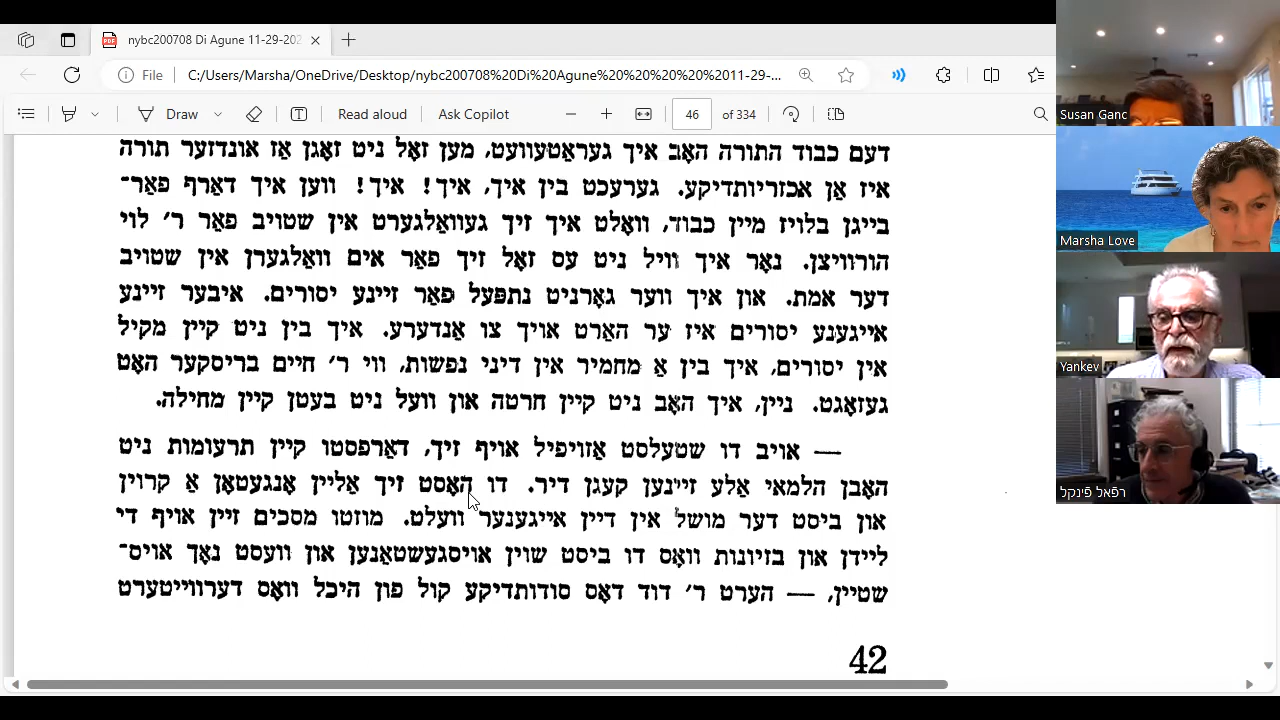 nybc200708 Di Agune 11-29-202
File
C:/Users/Marsha/OneDrive/Desktop/nybc200708%20Di%20Agune%20%20%20%20%2011-29-...
Draw
Read aloud
Ask Copilot
46 of 334
דעם כבוד התורה האָב איך געראַטעוועט, מען זאָל ניט זאָגן אַז אונדזער תורה
איז אַן אכזריותדיקע. גערעכט בין איך, איך! איך! ווען איך דאַרף פאַר־
בייגן בלויז מיין כבוד, וואָלט איך זיך געוואַלגערט אין שטויב פאַר ר׳ לוי
הורוויצן. נאָר איך וויל ניט עס זאָל זיך פאַר אים וואַלגערן אין שטויב
דער אמת. און איך ווער גאָרניט נתפּעל פאַר זיינע יסורים. איבער זיינע
אייגענע יסורים איז ער האַרט אויך צו אַנדערע. איך בין ניט קיין מקיל
אין יסורים, איך בין אַ מחמיר אין דיני נפשות, ווי ר׳ חיים בריסקער האָט
געזאָגט. ניין, איך האָב ניט קיין חרטה און וועל ניט בעטן קיין מחילה.
— אויב דו שטעלסט אַזויפיל אויף זיך, דאַרפסטו קיין תרעומות ניט
האָבן הלמאי אַלע זיינען קעגן דיר. דו האָסט זיך אַליין אָנגעטאָן אַ קרוין
און ביסט דער מושל אין דיין אייגענער וועלט. מוזטו מסכים זיין אויף די
ליידן און בזיונות וואָס דו ביסט שוין אויסגעשטאַנען און וועסט נאָך אויס־
שטיין, — הערט ר׳ דוד דאָס סודותדיקע קול פון היכל וואָס דערווייטערט
42
Susan Ganc
Marsha Love
Yankev
רפֿאל פֿינקל